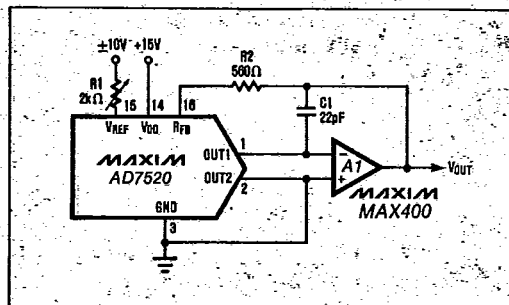 ±10V +15V
R1
2kΩ
15
14
16
R2
560Ω
C1
22pF
VREF
VDD
RFB
MAXIM
AD7520
OUT1
1
OUT2
2
GND
3
−
A1
+
VOUT
MAXIM
MAX400